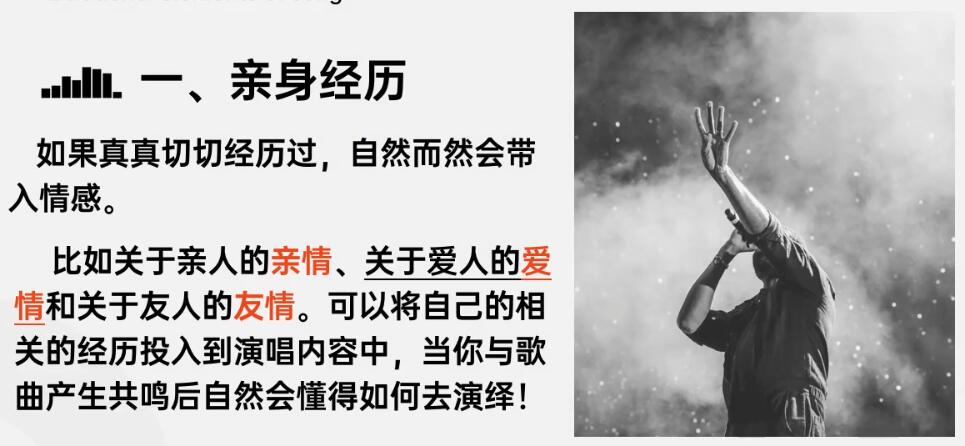 一、亲身经历
如果真真切切经历过，自然而然会带
入情感。
比如关于亲人的亲情、关于爱人的爱
情和关于友人的友情。可以将自己的相
关的经历投入到演唱内容中，当你与歌
曲产生共鸣后自然会懂得如何去演绎！